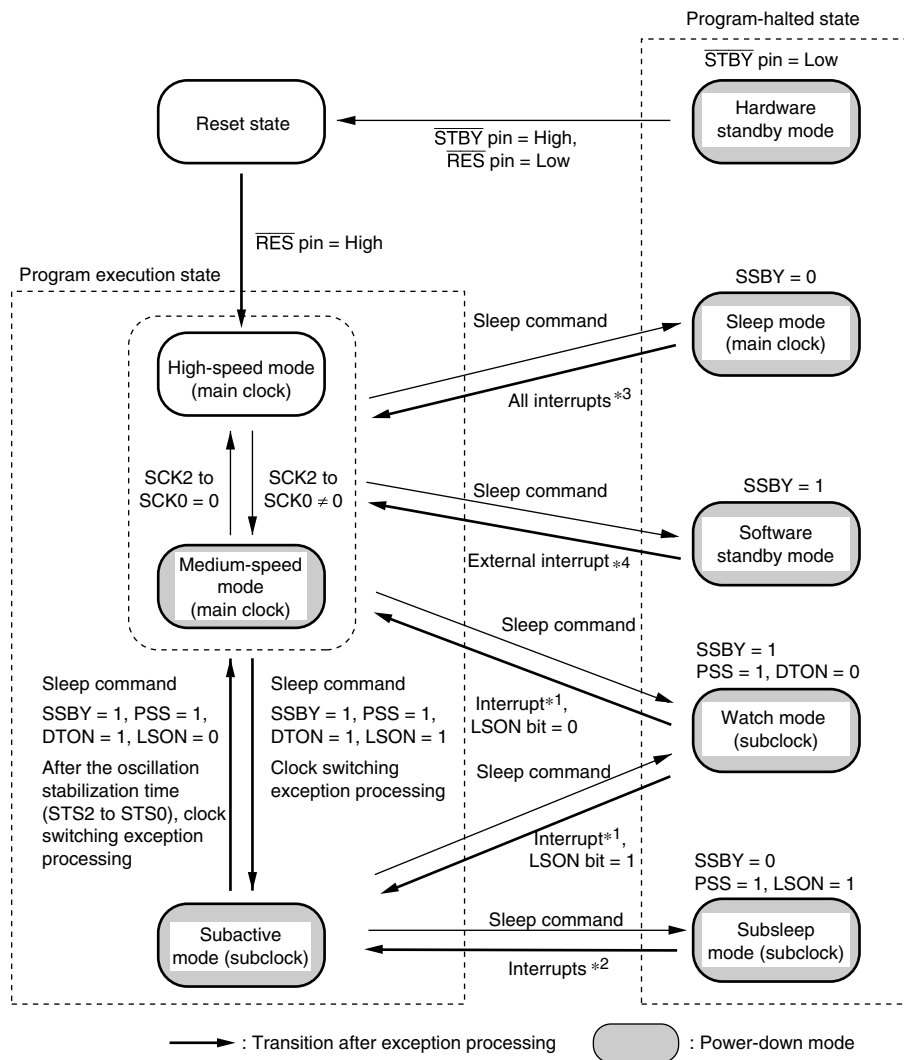 Program-halted state
STBY pin = Low
Hardware
standby mode
Reset state
STBY pin = High,
RES pin = Low
RES pin = High
Program execution state
SSBY = 0
Sleep mode
(main clock)
Sleep command
All interrupts *3
High-speed mode
(main clock)
SCK2 to
SCK0 = 0
SCK2 to
SCK0 ≠ 0
Sleep command
External interrupt *4
SSBY = 1
Software
standby mode
Medium-speed
mode
(main clock)
Sleep command
Interrupt*1,
LSON bit = 0
SSBY = 1
PSS = 1, DTON = 0
Watch mode
(subclock)
Sleep command
SSBY = 1, PSS = 1,
DTON = 1, LSON = 0
After the oscillation
stabilization time
(STS2 to STS0), clock
switching exception
processing
Sleep command
SSBY = 1, PSS = 1,
DTON = 1, LSON = 1
Clock switching
exception processing
Sleep command
Interrupt*1,
LSON bit = 1
SSBY = 0
PSS = 1, LSON = 1
Subsleep
mode (subclock)
Subactive
mode (subclock)
Sleep command
Interrupts *2
: Transition after exception processing
: Power-down mode